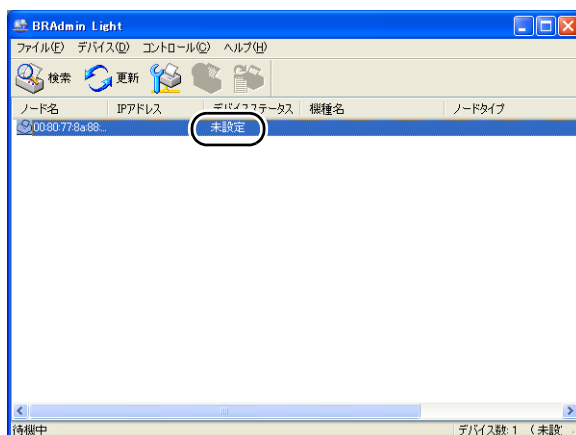 BRAdmin Light
ファイル(F) デバイス(D) コントロール(C) ヘルプ(H)
検索 更新
ノード名 IPアドレス デバイスステータス 機種名 ノードタイプ
00:80:77:8a:88:... 未設定
待機中 デバイス数: 1 (未設